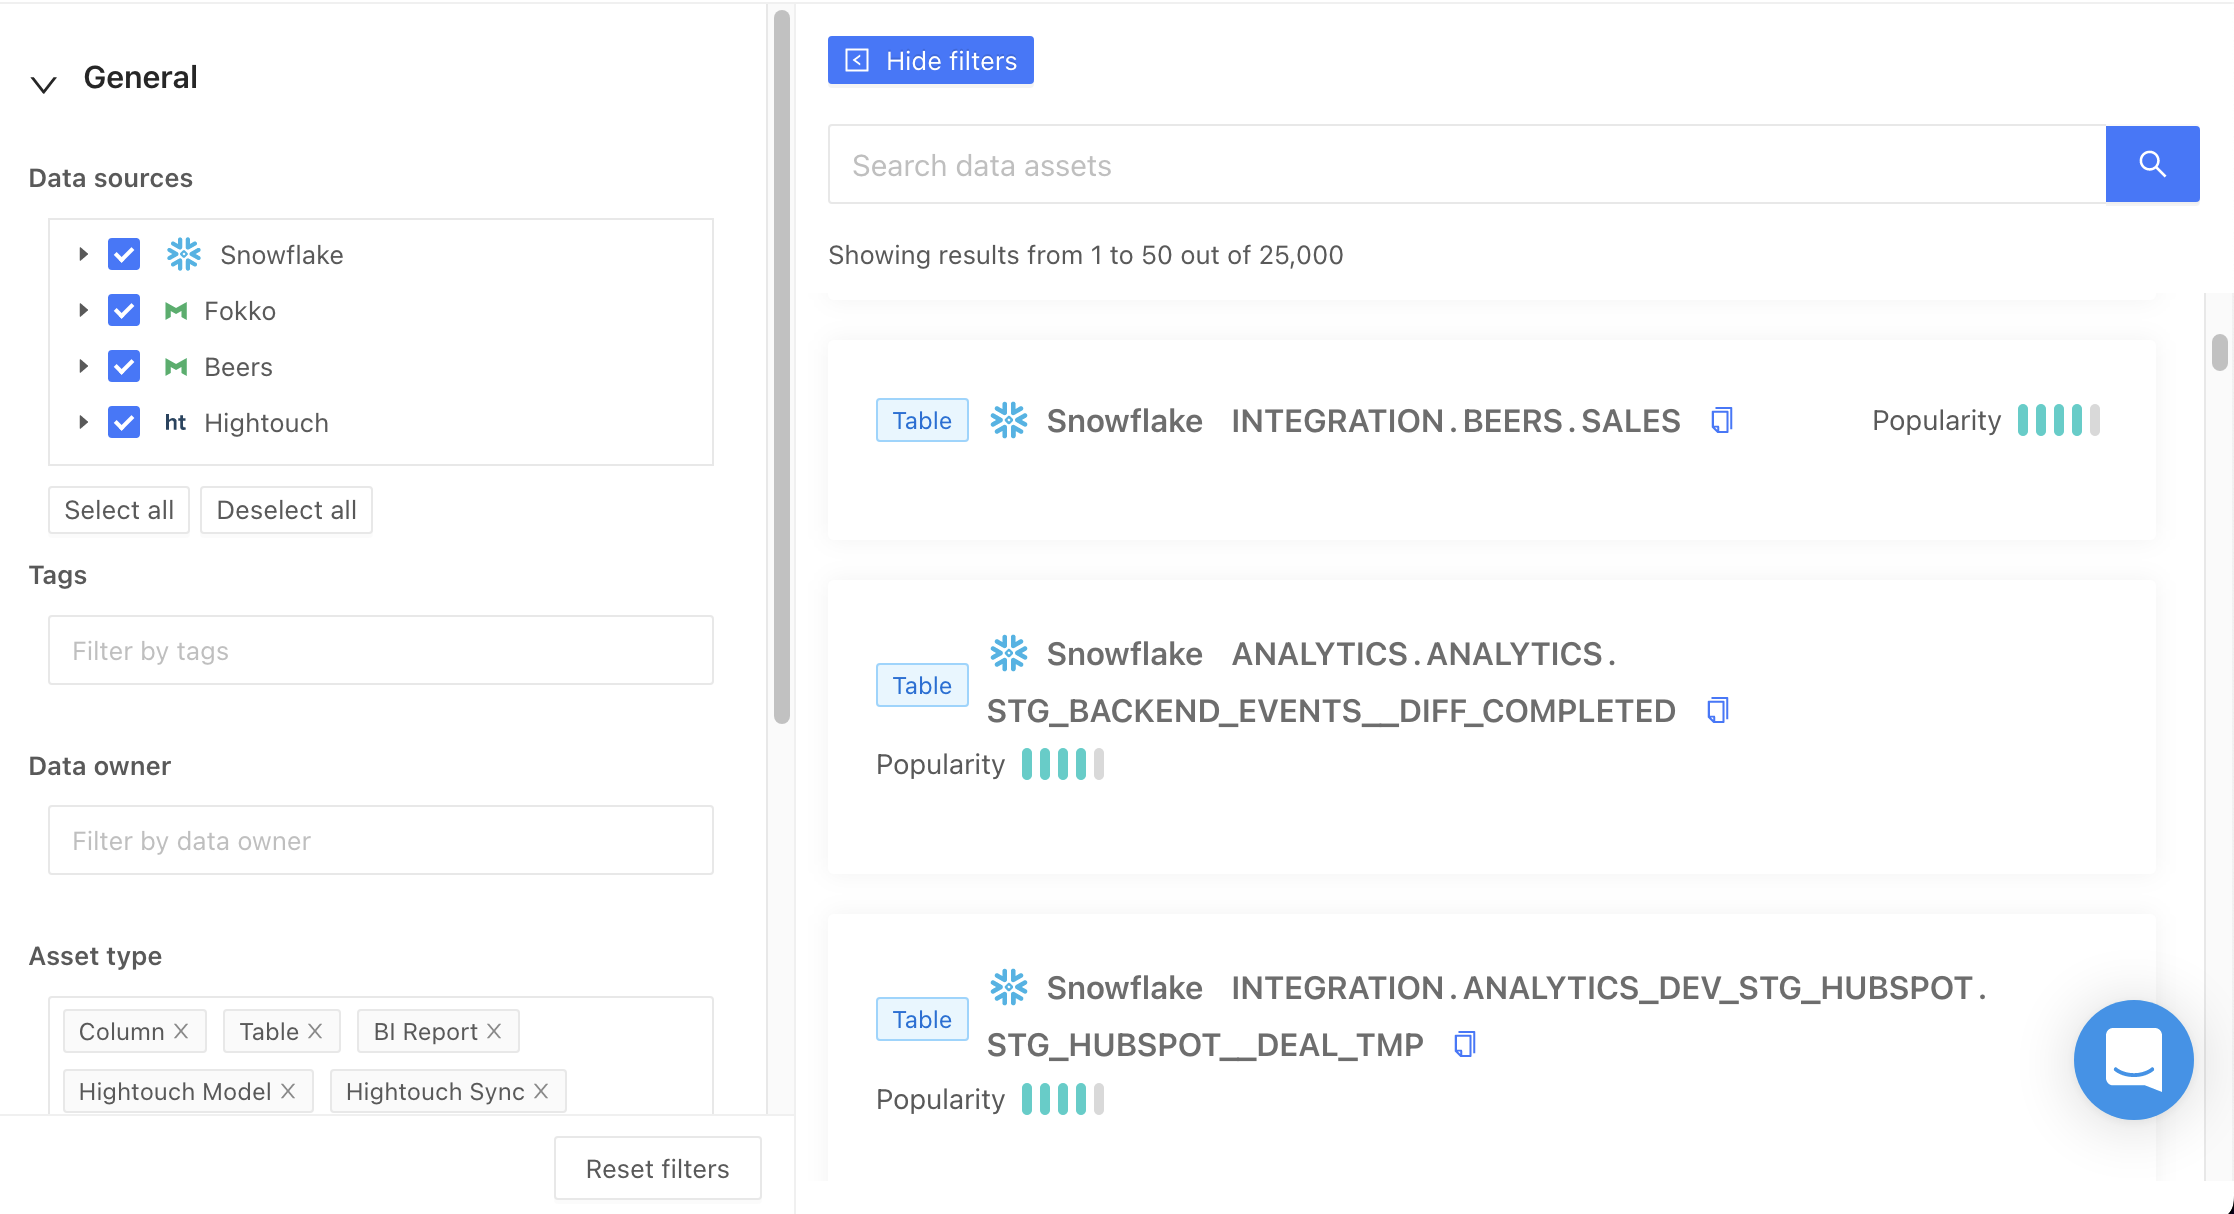 General
Data sources
Snowflake
Fokko
Beers
ht Hightouch
Select all Deselect all
Tags
Filter by tags
Data owner
Filter by data owner
Asset type
Column Table BI Report
Hightouch Model Hightouch Sync
Reset filters
Hide filters
Search data assets
Showing results from 1 to 50 out of 25,000
Table Snowflake INTEGRATION.BEERS.SALES Popularity
Table Snowflake ANALYTICS.ANALYTICS.
STG_BACKEND_EVENTS__DIFF_COMPLETED
Popularity
Table Snowflake INTEGRATION.ANALYTICS_DEV_STG_HUBSPOT.
STG_HUBSPOT__DEAL_TMP
Popularity